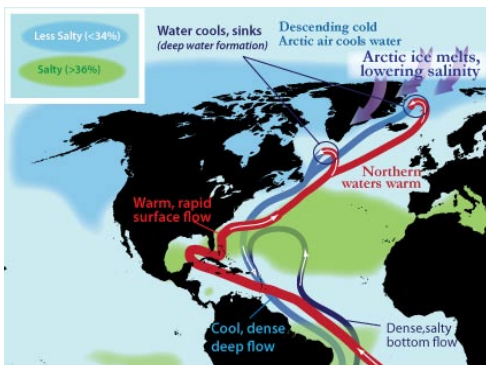 Less Salty (<34%)
Salty (>36%)
Water cools, sinks
(deep water formation)
Descending cold
Arctic air cools water
Arctic ice melts,
lowering salinity
Northern
waters warm
Warm, rapid
surface flow
Cool, dense
deep flow
Dense,salty
bottom flow